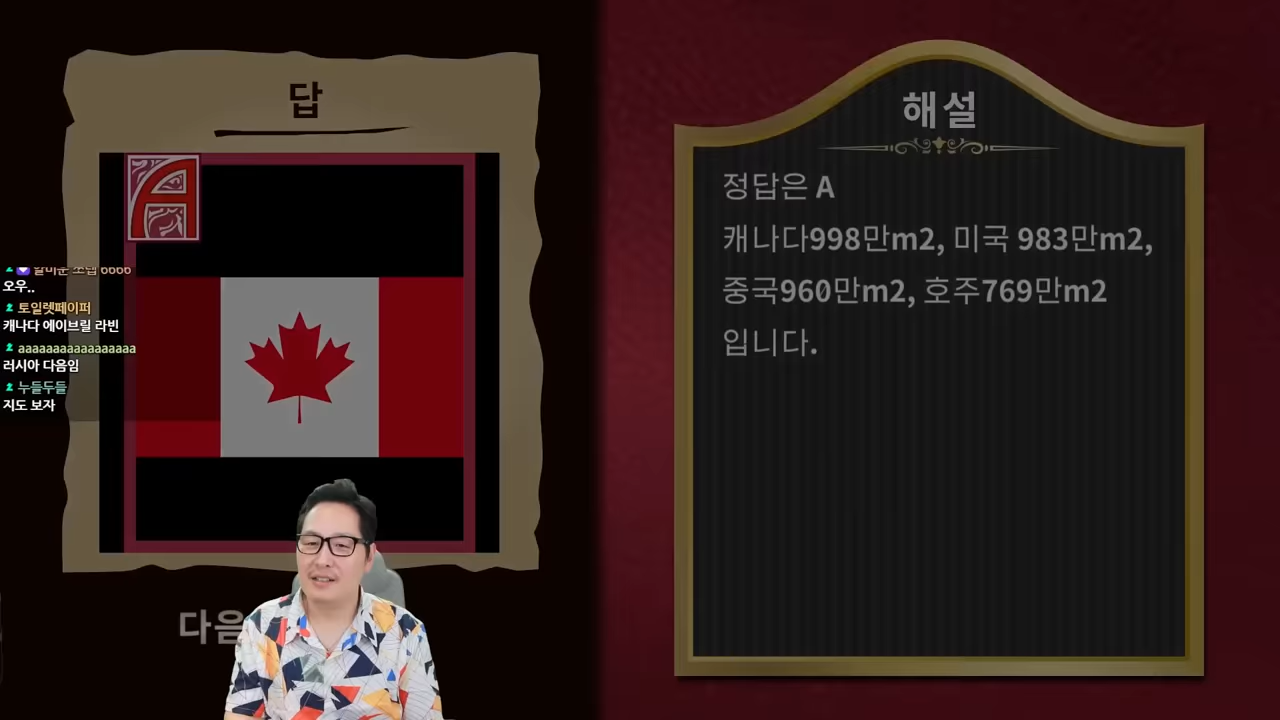 답
A
해설
정답은 A
캐나다998만m2, 미국 983만m2,
중국960만m2, 호주769만m2
입니다.
6666
오우..
토일렛페이퍼
캐나다 에이브릴 라빈
aaaaaaaaaaaaaaaaa
러시아 다음임
누들두들
지도 보자
다음